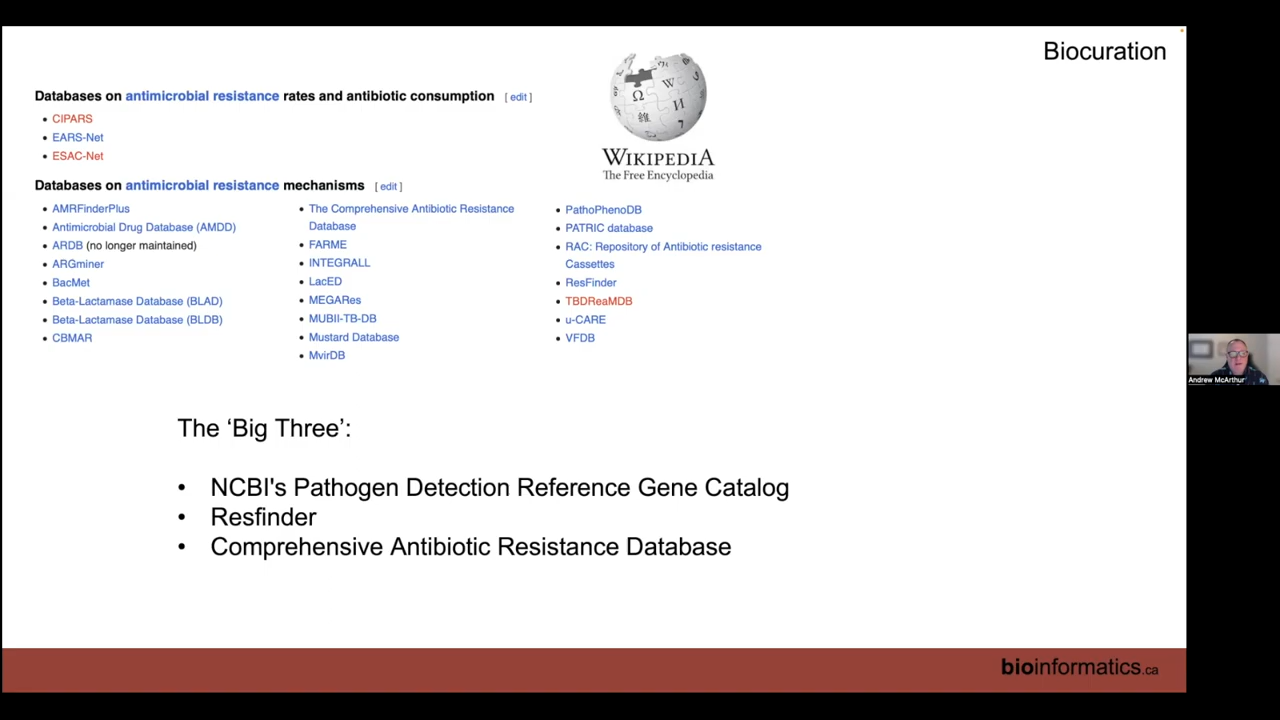 Biocuration
WIKIPEDIA
The Free Encyclopedia
Databases on antimicrobial resistance rates and antibiotic consumption [ edit ]
• CIPARS
• EARS-Net
• ESAC-Net
Databases on antimicrobial resistance mechanisms [ edit ]
• AMRFinderPlus
• Antimicrobial Drug Database (AMDD)
• ARDB (no longer maintained)
• ARGminer
• BacMet
• Beta-Lactamase Database (BLAD)
• Beta-Lactamase Database (BLDB)
• CBMAR
• The Comprehensive Antibiotic Resistance
Database
• FARME
• INTEGRALL
• LacED
• MEGARes
• MUBII-TB-DB
• Mustard Database
• MvirDB
• PathoPhenoDB
• PATRIC database
• RAC: Repository of Antibiotic resistance
Cassettes
• ResFinder
• TBDReaMDB
• u-CARE
• VFDB
The ‘Big Three’:
• NCBI's Pathogen Detection Reference Gene Catalog
• Resfinder
• Comprehensive Antibiotic Resistance Database
Andrew McArthur
bioinformatics.ca